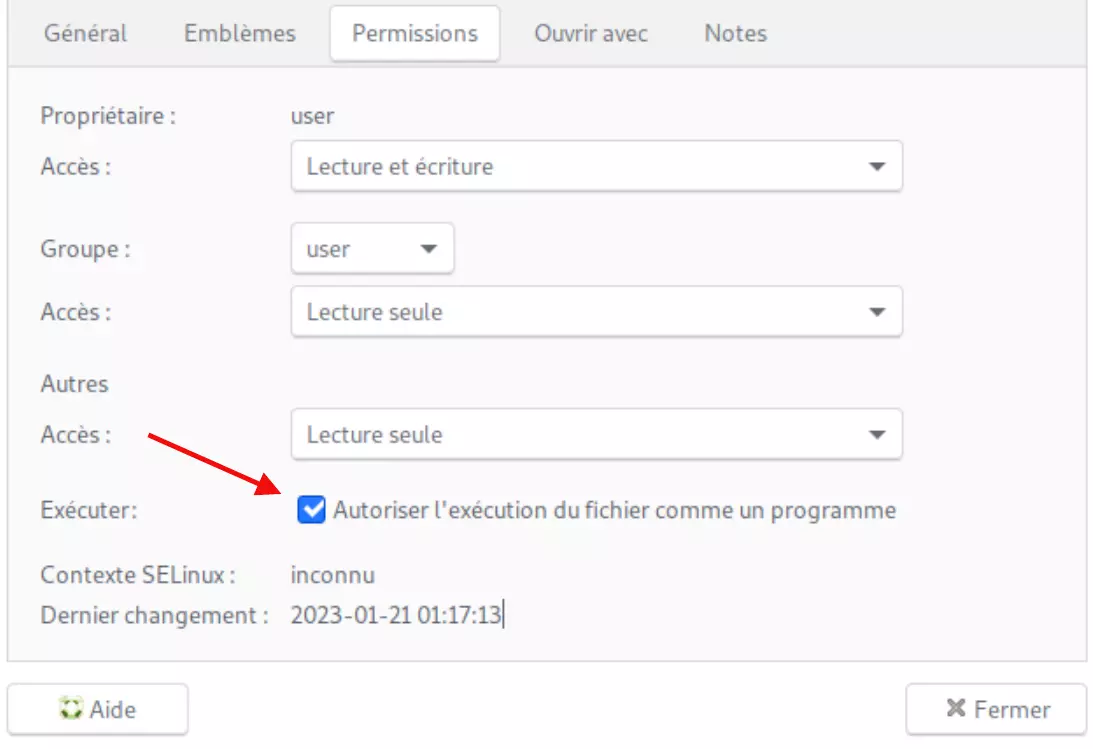 Général Emblèmes Permissions Ouvrir avec Notes
Propriétaire : user
Accès : Lecture et écriture
Groupe : user
Accès : Lecture seule
Autres
Accès : Lecture seule
Exécuter: Autoriser l'exécution du fichier comme un programme
Contexte SELinux : inconnu
Dernier changement : 2023-01-21 01:17:13
Aide Fermer